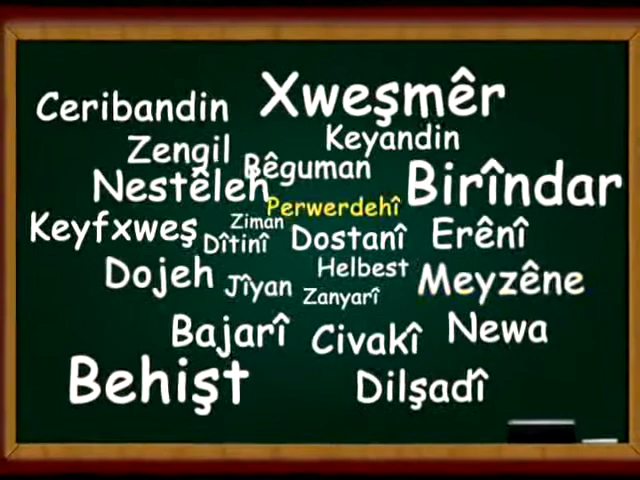 Ceribandin Xweşmêr
Zengil Keyandin
Nestêleh Bêguman Birîndar
Perwerdehî
Keyfxweş Ziman
Dîtinî Dostanî Erênî
Dojeh Jîyan Helbest Meyzêne
Zanyarî
Bajarî Civakî Newa
Behişt Dilşadî